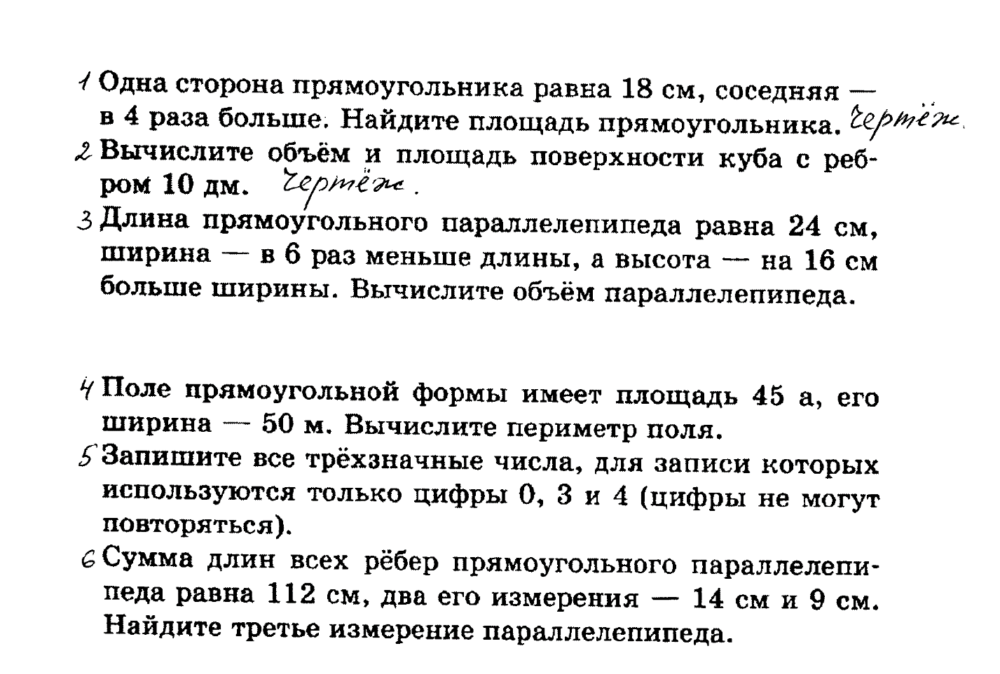 1 Одна сторона прямоугольника равна 18 см, соседняя —
в 4 раза больше. Найдите площадь прямоугольника. Чертёж.
2 Вычислите объём и площадь поверхности куба с реб-
ром 10 дм. Чертёж.
3 Длина прямоугольного параллелепипеда равна 24 см,
ширина — в 6 раз меньше длины, а высота — на 16 см
больше ширины. Вычислите объём параллелепипеда.
4 Поле прямоугольной формы имеет площадь 45 а, его
ширина — 50 м. Вычислите периметр поля.
5 Запишите все трёхзначные числа, для записи которых
используются только цифры 0, 3 и 4 (цифры не могут
повторяться).
6 Сумма длин всех рёбер прямоугольного параллелепи-
педа равна 112 см, два его измерения — 14 см и 9 см.
Найдите третье измерение параллелепипеда.